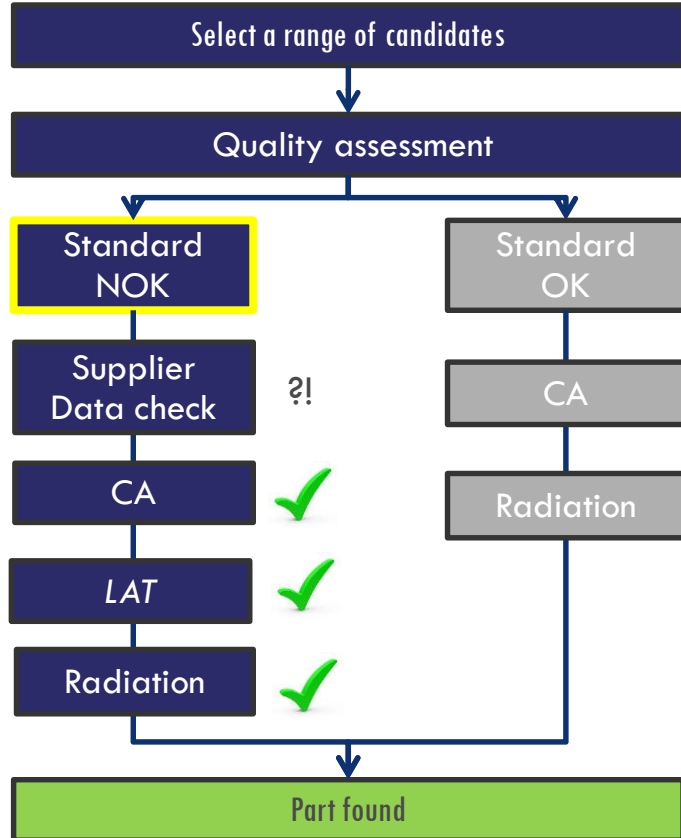 Select a range of candidates
Quality assessment
Standard
NOK
Standard
OK
Supplier
Data check
?!
CA
CA
LAT
Radiation
Radiation
Part found